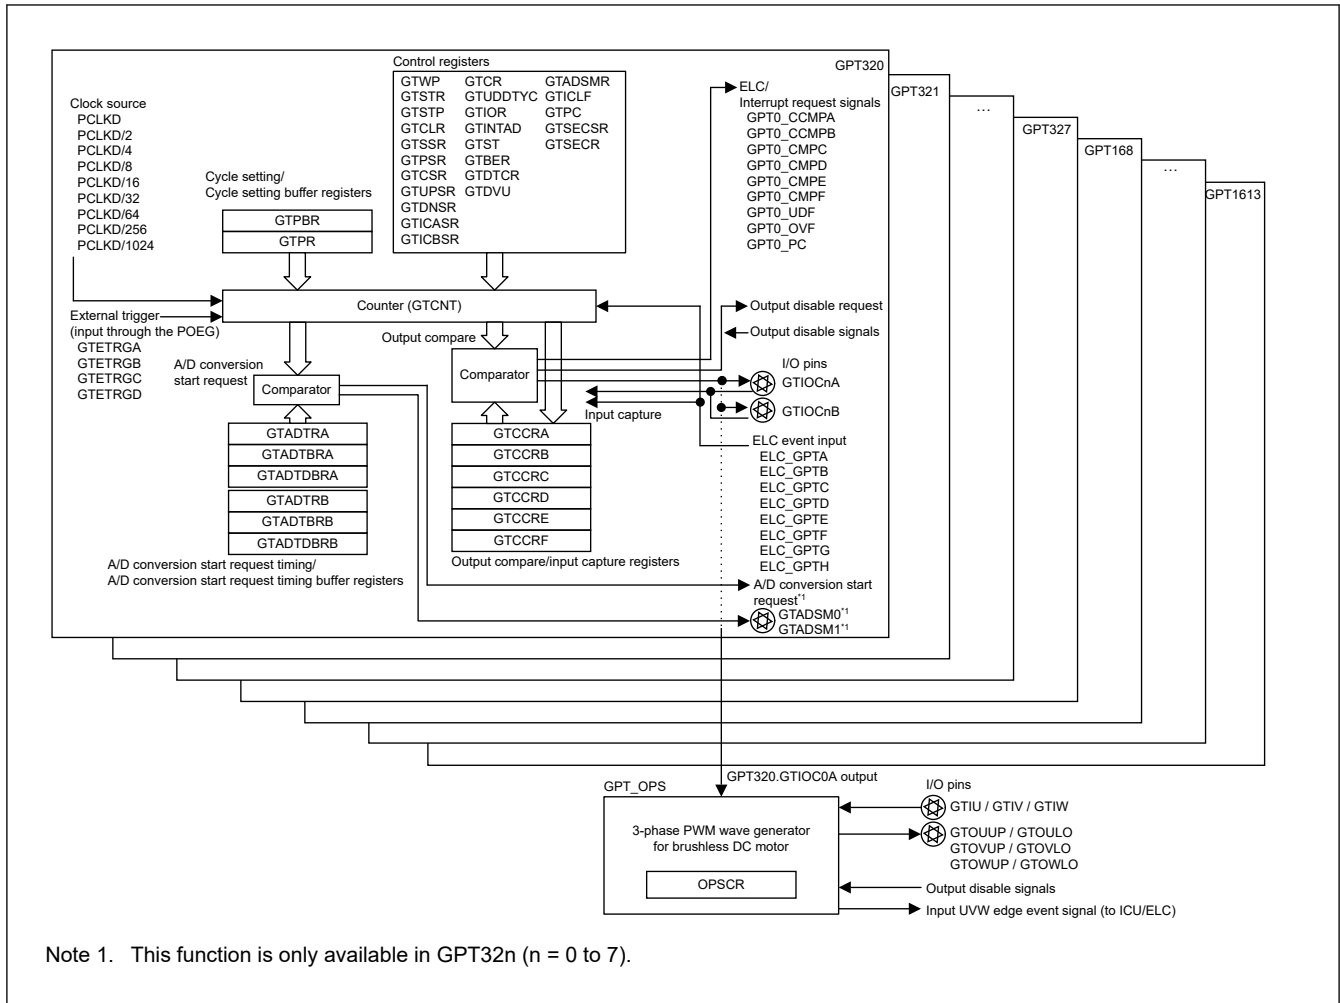 GPT320
GPT321
…
GPT327
GPT168
…
GPT1613
Clock source
PCLKD
PCLKD/2
PCLKD/4
PCLKD/8
PCLKD/16
PCLKD/32
PCLKD/64
PCLKD/256
PCLKD/1024
Cycle setting/
Cycle setting buffer registers
GTPBR
GTPR
Control registers
GTWP GTCR GTADSMR
GTSTR GTUDDTYC GTICLF
GTSTP GTIOR GTPC
GTCLR GTINTAD GTSECSR
GTSSR GTST GTSECR
GTPSR GTBER
GTCSR GTDTCR
GTUPSR GTDVU
GTDNSR
GTICASR
GTICBSR
ELC/
Interrupt request signals
GPT0_CCMPA
GPT0_CCMPB
GPT0_CMPC
GPT0_CMPD
GPT0_CMPE
GPT0_CMPF
GPT0_UDF
GPT0_OVF
GPT0_PC
Counter (GTCNT)
External trigger
(input through the POEG)
GTETRGA
GTETRGB
GTETRGC
GTETRGD
A/D conversion
start request
Comparator
Output compare
Comparator
Output disable request
Output disable signals
I/O pins
GTIOCnA
GTIOCnB
Input capture
GTADTRA
GTADTBRA
GTADTDBRA
GTADTRB
GTADTBRB
GTADTDBRB
A/D conversion start request timing/
A/D conversion start request timing buffer registers
GTCCRA
GTCCRB
GTCCRC
GTCCRD
GTCCRE
GTCCRF
Output compare/input capture registers
ELC event input
ELC_GPTA
ELC_GPTB
ELC_GPTC
ELC_GPTD
ELC_GPTE
ELC_GPTF
ELC_GPTG
ELC_GPTH
A/D conversion start
request*1
GTADSM0*1
GTADSM1*1
GPT320.GTIOC0A output
GPT_OPS
3-phase PWM wave generator
for brushless DC motor
OPSCR
I/O pins
GTIU / GTIV / GTIW
GTOUUP / GTOULO
GTOVUP / GTOVLO
GTOWUP / GTOWLO
Output disable signals
Input UVW edge event signal (to ICU/ELC)
Note 1. This function is only available in GPT32n (n = 0 to 7).